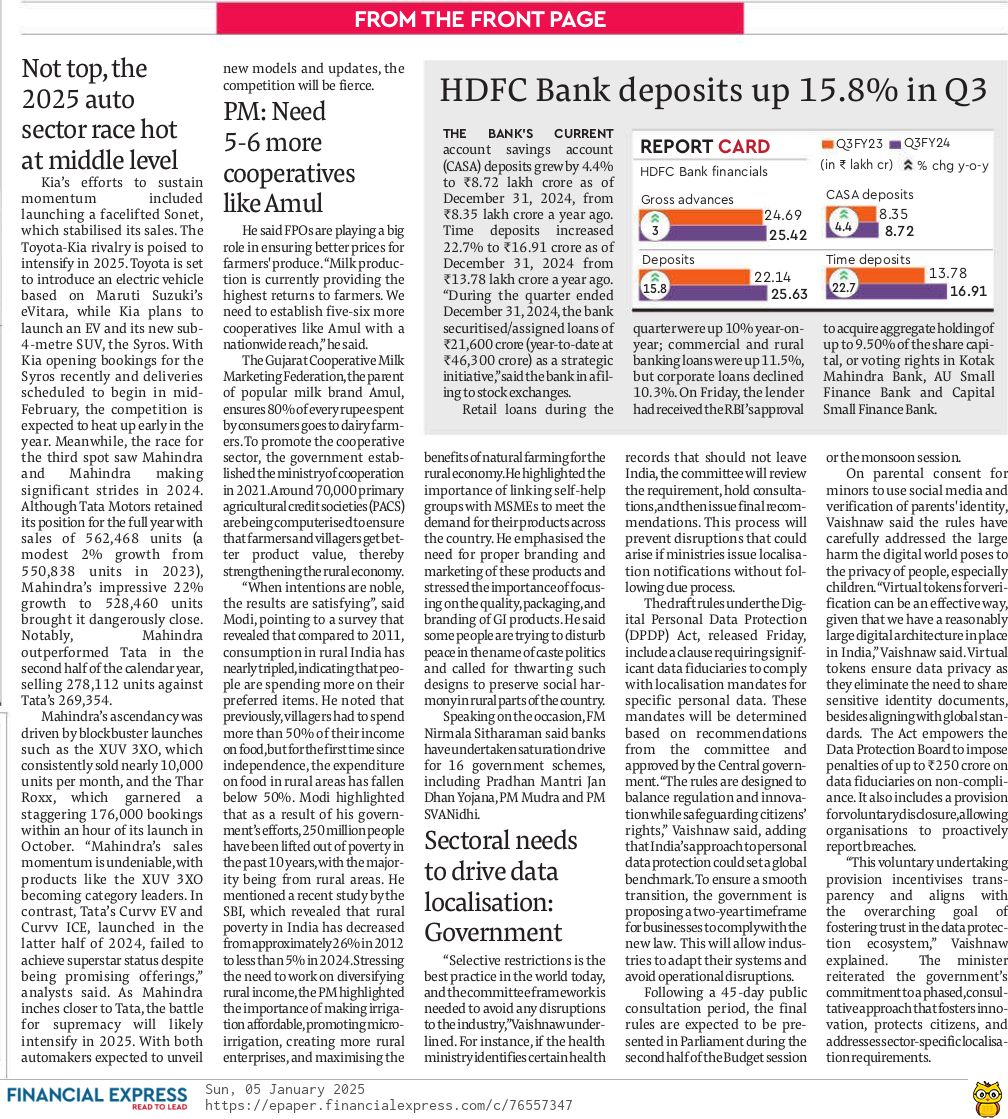 FROM THE FRONT PAGE
Not top, the
2025 auto
sector race hot
at middle level
Kia’s efforts to sustain
momentum included
launching a facelifted Sonet,
which stabilised its sales. The
Toyota-Kia rivalry is poised to
intensify in 2025. Toyota is set
to introduce an electric vehicle
based on Maruti Suzuki’s
eVitara, while Kia plans to
launch an EV and its new sub-
4-metre SUV, the Syros. With
Kia opening bookings for the
Syros recently and deliveries
scheduled to begin in mid-
February, the competition is
expected to heat up early in the
year. Meanwhile, the race for
the third spot saw Mahindra
and Mahindra making
significant strides in 2024.
Although Tata Motors retained
its position for the full year with
sales of 562,468 units (a
modest 2% growth from
550,838 units in 2023),
Mahindra’s impressive 22%
growth to 528,460 units
brought it dangerously close.
Notably, Mahindra
outperformed Tata in the
second half of the calendar year,
selling 278,112 units against
Tata’s 269,354.
Mahindra’s ascendancy was
driven by blockbuster launches
such as the XUV 3XO, which
consistently sold nearly 10,000
units per month, and the Thar
Roxx, which garnered a
staggering 176,000 bookings
within an hour of its launch in
October. “Mahindra’s sales
momentum is undeniable, with
products like the XUV 3XO
becoming category leaders. In
contrast, Tata’s Curvv EV and
Curvv ICE, launched in the
latter half of 2024, failed to
achieve superstar status despite
being promising offerings,”
analysts said. As Mahindra
inches closer to Tata, the battle
for supremacy will likely
intensify in 2025. With both
automakers expected to unveil
new models and updates, the
competition will be fierce.
PM: Need
5-6 more
cooperatives
like Amul
He said FPOs are playing a big
role in ensuring better prices for
farmers' produce. “Milk produc-
tion is currently providing the
highest returns to farmers. We
need to establish five-six more
cooperatives like Amul with a
nationwide reach,” he said.
The Gujarat Cooperative Milk
Marketing Federation, the parent
of popular milk brand Amul,
ensures 80% of every rupee spent
by consumers goes to dairy farm-
ers. To promote the cooperative
sector, the government estab-
lished the ministry of cooperation
in 2021. Around 70,000 primary
agricultural credit societies (PACS)
are being computerised to ensure
that farmers and villagers get bet-
ter product value, thereby
strengthening the rural economy.
“When intentions are noble,
the results are satisfying”, said
Modi, pointing to a survey that
revealed that compared to 2011,
consumption in rural India has
nearly tripled, indicating that peo-
ple are spending more on their
preferred items. He noted that
previously, villagers had to spend
more than 50% of their income
on food, but for the first time since
independence, the expenditure
on food in rural areas has fallen
below 50%. Modi highlighted
that as a result of his govern-
ment’s efforts, 250 million people
have been lifted out of poverty in
the past 10 years, with the major-
ity being from rural areas. He
mentioned a recent study by the
SBI, which revealed that rural
poverty in India has decreased
from approximately 26% in 2012
to less than 5% in 2024. Stressing
the need to work on diversifying
rural income, the PM highlighted
the importance of making irriga-
tion affordable, promoting micro-
irrigation, creating more rural
enterprises, and maximising the
benefits of natural farming for the
rural economy. He highlighted the
importance of linking self-help
groups with MSMEs to meet the
demand for their products across
the country. He emphasised the
need for proper branding and
marketing of these products and
stressed the importance of focus-
ing on the quality, packaging, and
branding of GI products. He said
some people are trying to disturb
peace in the name of caste politics
and called for thwarting such
designs to preserve social har-
mony in rural parts of the country.
Speaking on the occasion, FM
Nirmala Sitharaman said banks
have undertaken saturation drive
for 16 government schemes,
including Pradhan Mantri Jan
Dhan Yojana, PM Mudra and PM
SVANidhi.
HDFC Bank deposits up 15.8% in Q3
THE BANK’S CURRENT
account savings account
(CASA) deposits grew by 4.4%
to ₹8.72 lakh crore as of
December 31, 2024, from
₹8.35 lakh crore a year ago.
Time deposits increased
22.7% to ₹16.91 crore as of
December 31, 2024 from
₹13.78 lakh crore a year ago.
“During the quarter ended
December 31, 2024, the bank
securitised/assigned loans of
₹21,600 crore (year-to-date at
₹46,300 crore) as a strategic
initiative,” said the bank in a fil-
ing to stock exchanges.
Retail loans during the
quarter were up 10% year-on-
year; commercial and rural
banking loans were up 11.5%,
but corporate loans declined
10.3%. On Friday, the lender
had received the RBI’s approval
to acquire aggregate holding of
up to 9.50% of the share capi-
tal, or voting rights in Kotak
Mahindra Bank, AU Small
Finance Bank and Capital
Small Finance Bank.
REPORT CARD
HDFC Bank financials
Q3FY23 Q3FY24
(in ₹ lakh cr) % chg y-o-y
Gross advances
3
24.69
25.42
CASA deposits
4.4
8.35
8.72
Deposits
15.8
22.14
25.63
Time deposits
22.7
13.78
16.91
Sectoral needs
to drive data
localisation:
Government
“Selective restrictions is the
best practice in the world today,
and the committee framework is
needed to avoid any disruptions
to the industry,” Vaishnaw under-
lined. For instance, if the health
ministry identifies certain health
records that should not leave
India, the committee will review
the requirement, hold consulta-
tions, and then issue final recom-
mendations. This process will
prevent disruptions that could
arise if ministries issue localisa-
tion notifications without fol-
lowing due process.
The draft rules under the Dig-
ital Personal Data Protection
(DPDP) Act, released Friday,
include a clause requiring signif-
icant data fiduciaries to comply
with localisation mandates for
specific personal data. These
mandates will be determined
based on recommendations
from the committee and
approved by the Central govern-
ment. “The rules are designed to
balance regulation and innova-
tion while safeguarding citizens’
rights,” Vaishnaw said, adding
that India’s approach to personal
data protection could set a global
benchmark. To ensure a smooth
transition, the government is
proposing a two-year timeframe
for businesses to comply with the
new law. This will allow indus-
tries to adapt their systems and
avoid operational disruptions.
Following a 45-day public
consultation period, the final
rules are expected to be pre-
sented in Parliament during the
second half of the Budget session
or the monsoon session.
On parental consent for
minors to use social media and
verification of parents’ identity,
Vaishnaw said the rules have
carefully addressed the large
harm the digital world poses to
the privacy of people, especially
children. “Virtual tokens for veri-
fication can be an effective way,
given that we have a reasonably
large digital architecture in place
in India,” Vaishnaw said. Virtual
tokens ensure data privacy as
they eliminate the need to share
sensitive identity documents,
besides aligning with global stan-
dards. The Act empowers the
Data Protection Board to impose
penalties of up to ₹250 crore on
data fiduciaries on non-compli-
ance. It also includes a provision
for voluntary disclosure, allowing
organisations to proactively
report breaches.
“This voluntary undertaking
provision incentivises trans-
parency and aligns with
the overarching goal of
fostering trust in the data protec-
tion ecosystem,” Vaishnaw
explained. The minister
reiterated the government’s
commitment to a phased, consul-
tative approach that fosters inno-
vation, protects citizens, and
addresses sector-specific localisa-
tion requirements.
FINANCIAL EXPRESS
READ TO LEAD
Sun, 05 January 2025
https://epaper.financialexpress.com/c/76557347